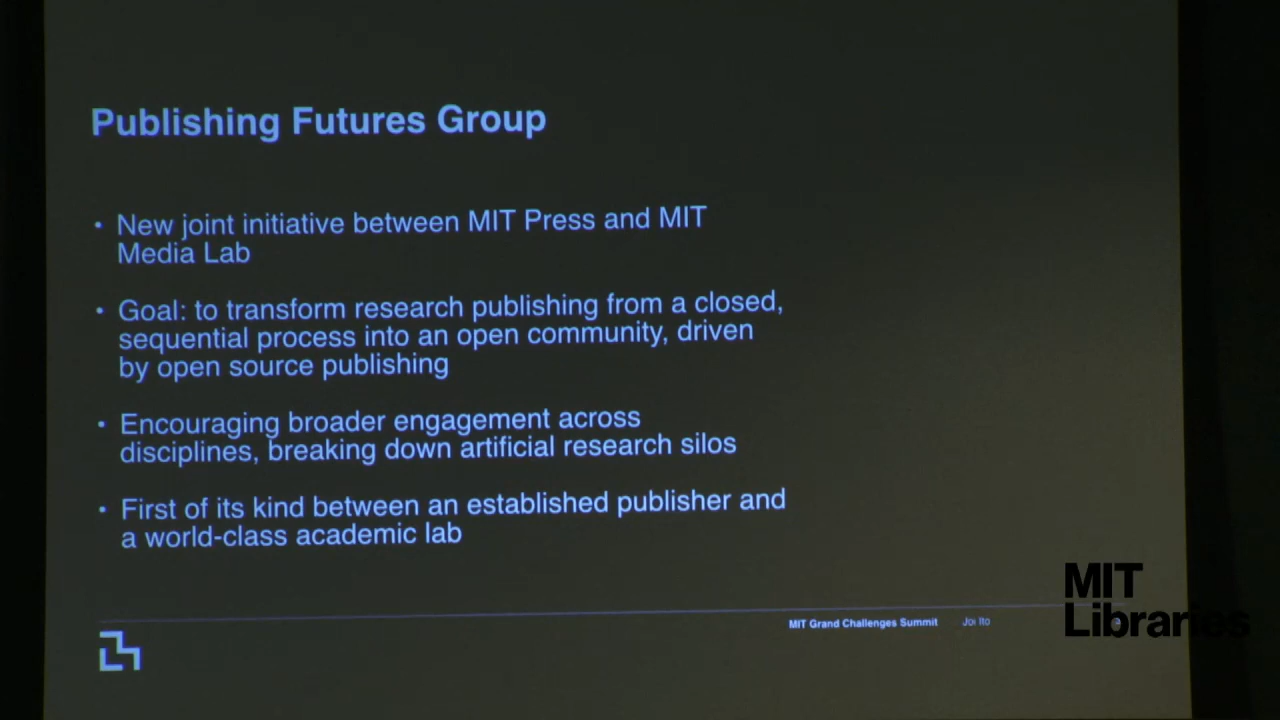 Publishing Futures Group
• New joint initiative between MIT Press and MIT
Media Lab
• Goal: to transform research publishing from a closed,
sequential process into an open community, driven
by open source publishing
• Encouraging broader engagement across
disciplines, breaking down artificial research silos
• First of its kind between an established publisher and
a world-class academic lab
MIT Grand Challenges Summit Joi Ito
MIT
Libraries